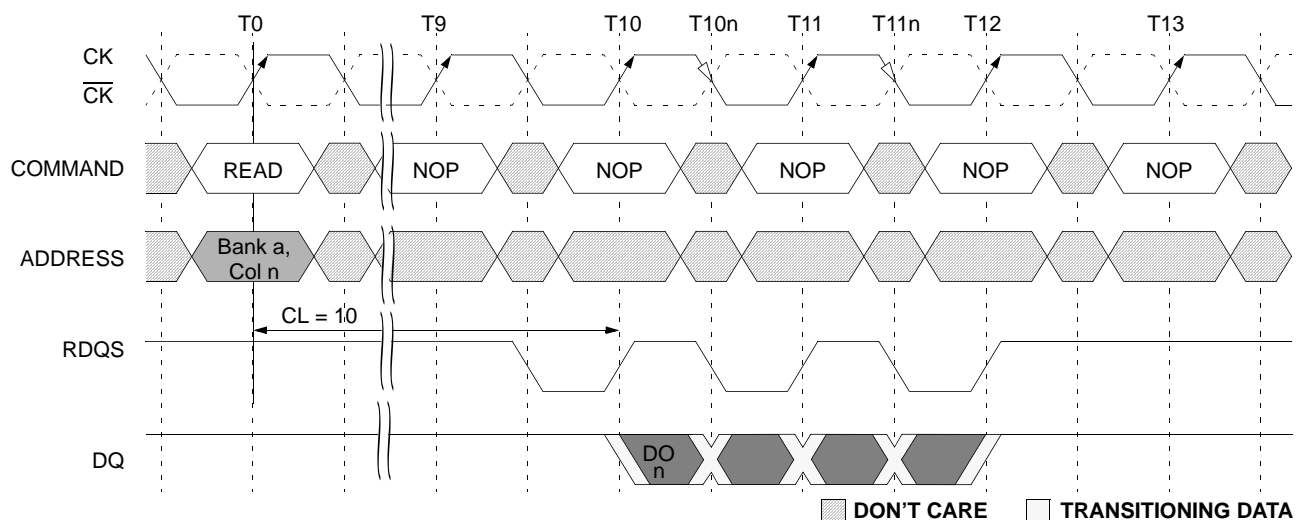 T0 T9 T10 T10n T11 T11n T12 T13
CK
CK
COMMAND READ NOP NOP NOP NOP NOP
ADDRESS Bank a,
Col n
CL = 10
RDQS
DQ DO
n
DON'T CARE TRANSITIONING DATA